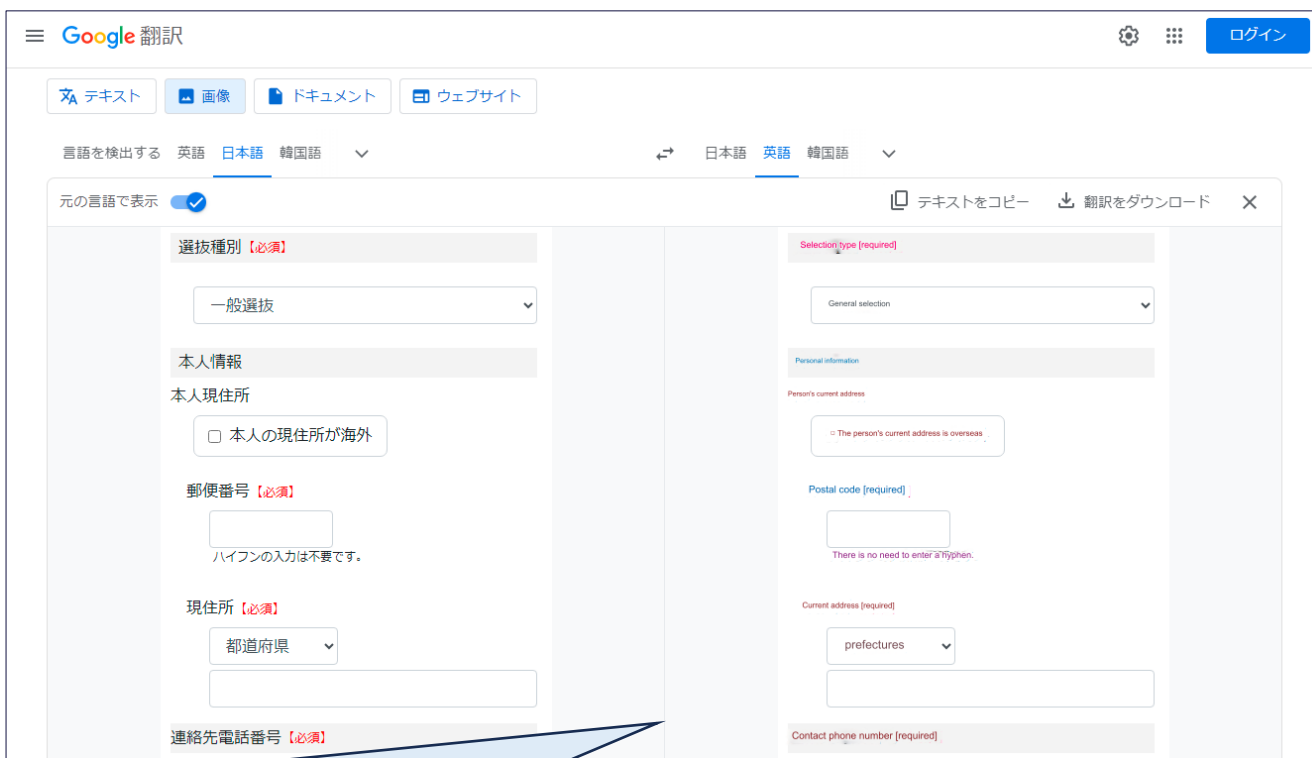 Google 翻訳
ログイン
テキスト 画像 ドキュメント ウェブサイト
言語を検出する 英語 日本語 韓国語
日本語 英語 韓国語
元の言語で表示
テキストをコピー 翻訳をダウンロード
選抜種別【必須】
一般選抜
本人情報
本人現住所
本人の現住所が海外
郵便番号【必須】
ハイフンの入力は不要です。
現住所【必須】
都道府県
連絡先電話番号【必須】
Selection type [required]
General selection
Personal information
Person's current address
The person's current address is overseas
Postal code [required]
There is no need to enter a hyphen.
Current address [required]
prefectures
Contact phone number [required]